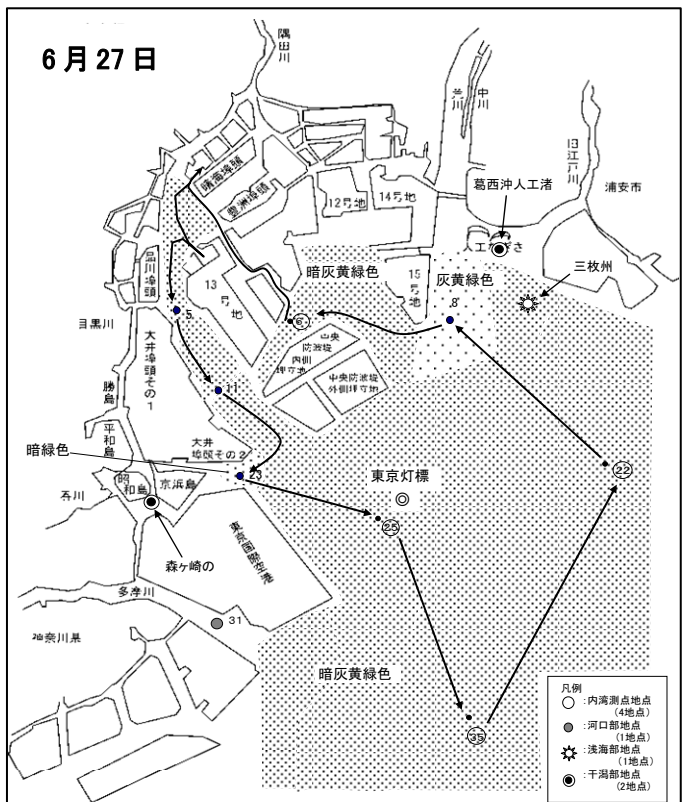 6月27日
隅田川
荒川
中川
旧江戸川
浦安市
葛西沖人工渚
人工なぎさ
三枚州
晴海埠頭
豊洲埠頭
12号地
14号地
15号地
13号地
品川埠頭
暗灰黄緑色
灰黄緑色
8
5
6
目黒川
大井埠頭その1
中央
防波堤
内側
埋立地
中央防波堤
外側埋立地
勝島
11
平和島
大井
埠頭その2
暗緑色
23
22
昭和島
京浜島
東京灯標
25
呑川
森ヶ崎の
東京国際空港
多摩川
31
神奈川県
暗灰黄緑色
35
凡例
:内湾測点地点
(4地点)
:河口部地点
(1地点)
:浅海部地点
(1地点)
:干潟部地点
(2地点)